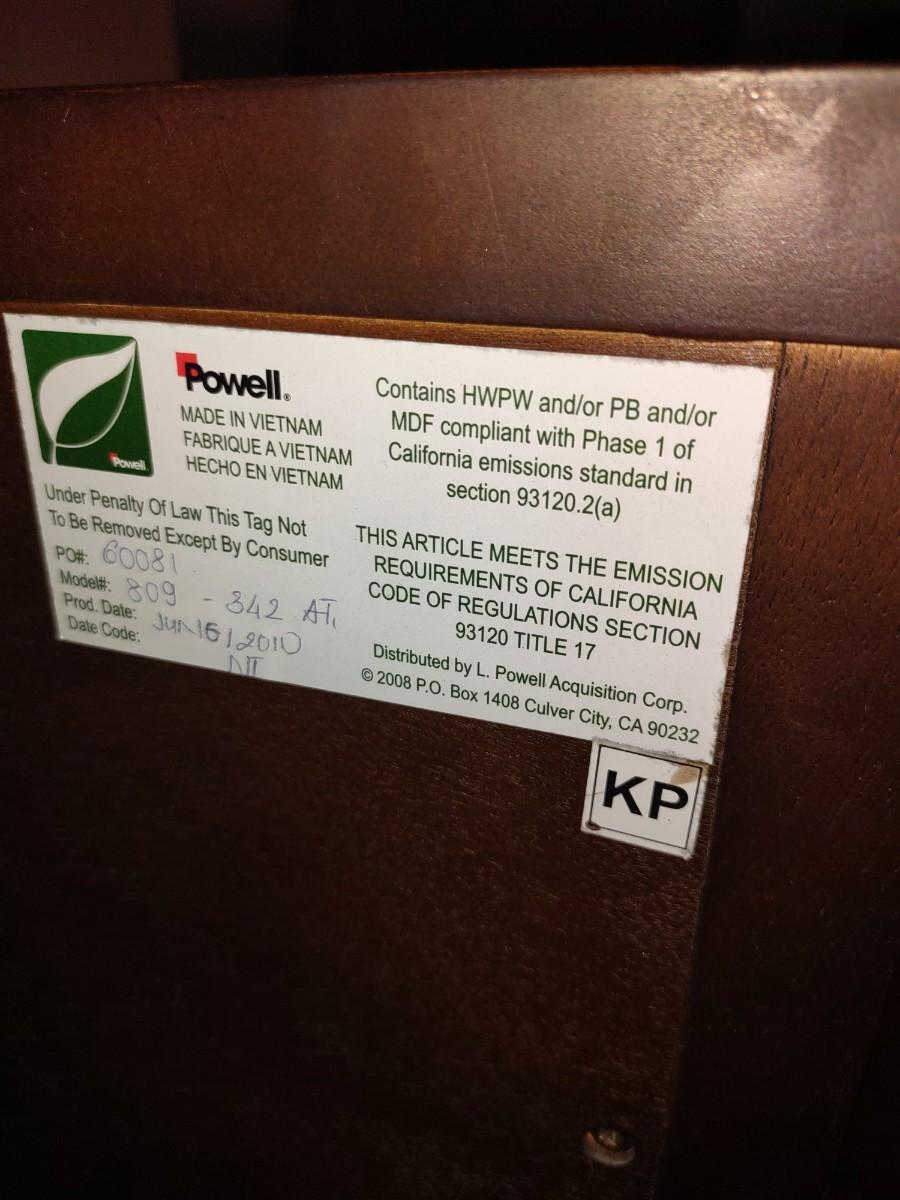 Powell
Powell®
MADE IN VIETNAM
FABRIQUE A VIETNAM
HECHO EN VIETNAM
Under Penalty Of Law This Tag Not
To Be Removed Except By Consumer
PO#: 60081
Model#: 809 - 342 AT,
Prod. Date: JUN 2010
Date Code:
Contains HWPW and/or PB and/or
MDF compliant with Phase 1 of
California emissions standard in
section 93120.2(a)
THIS ARTICLE MEETS THE EMISSION
REQUIREMENTS OF CALIFORNIA
CODE OF REGULATIONS SECTION
93120 TITLE 17
Distributed by L. Powell Acquisition Corp.
© 2008 P.O. Box 1408 Culver City, CA 90232
KP